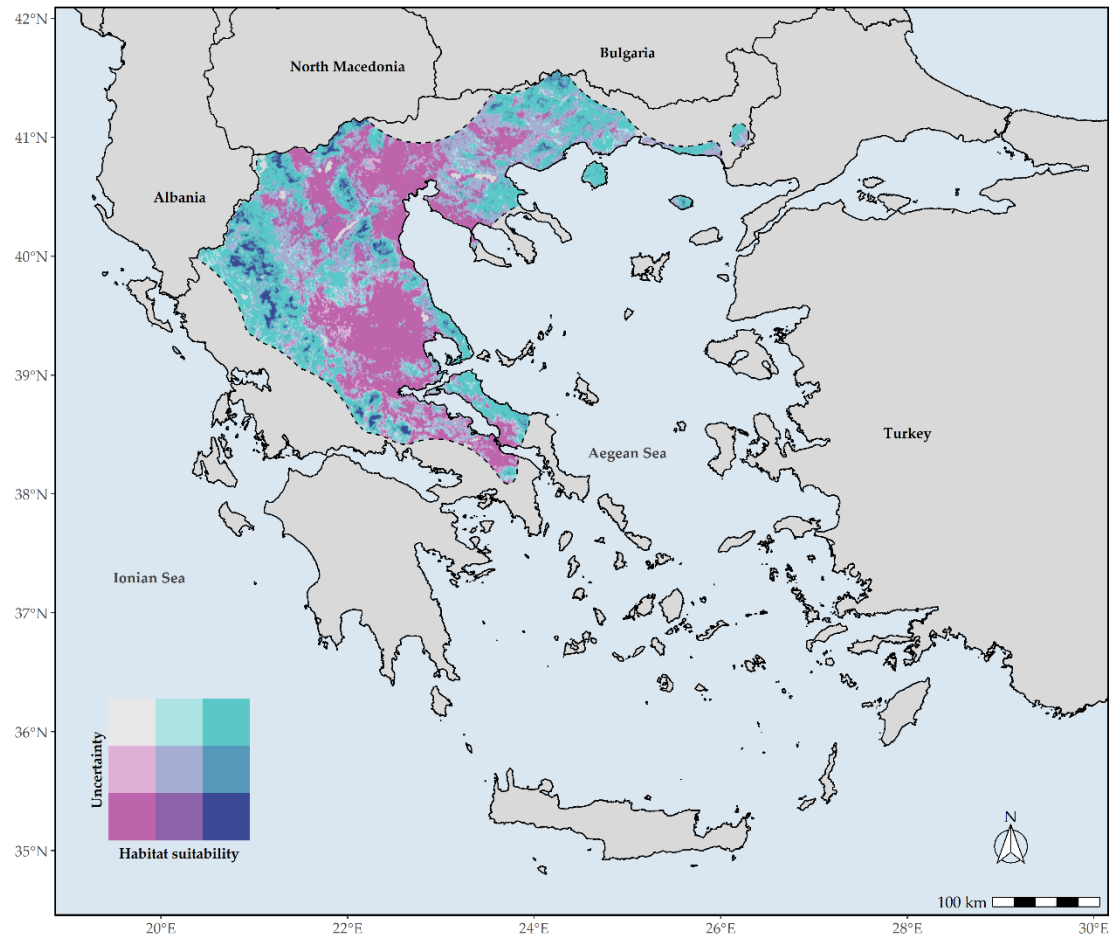 42°N
41°N
40°N
39°N
38°N
37°N
36°N
35°N
Bulgaria
North Macedonia
Albania
Turkey
Aegean Sea
Ionian Sea
Uncertainty
Habitat suitability
N
100 km
20°E
22°E
24°E
26°E
28°E
30°E